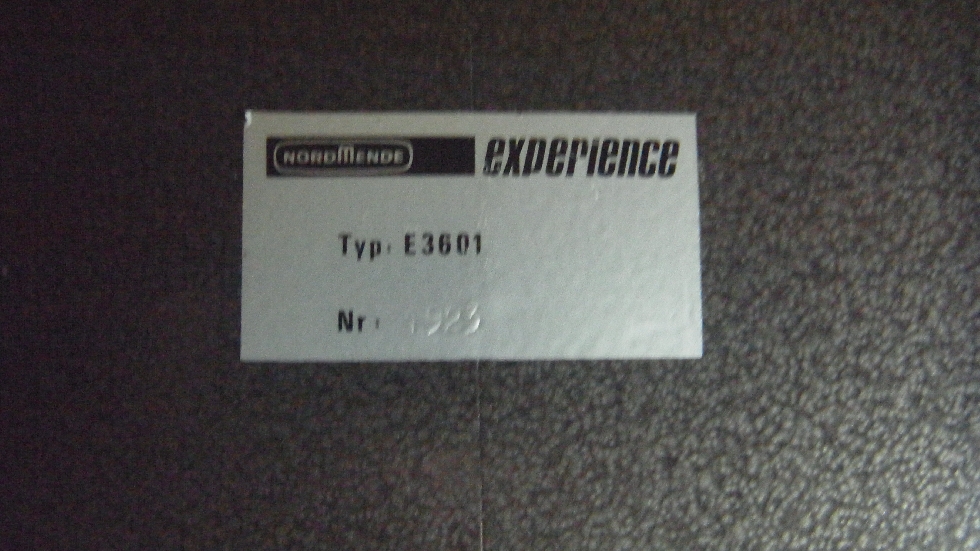 NORDMENDE experience
Typ: E3601
Nr: